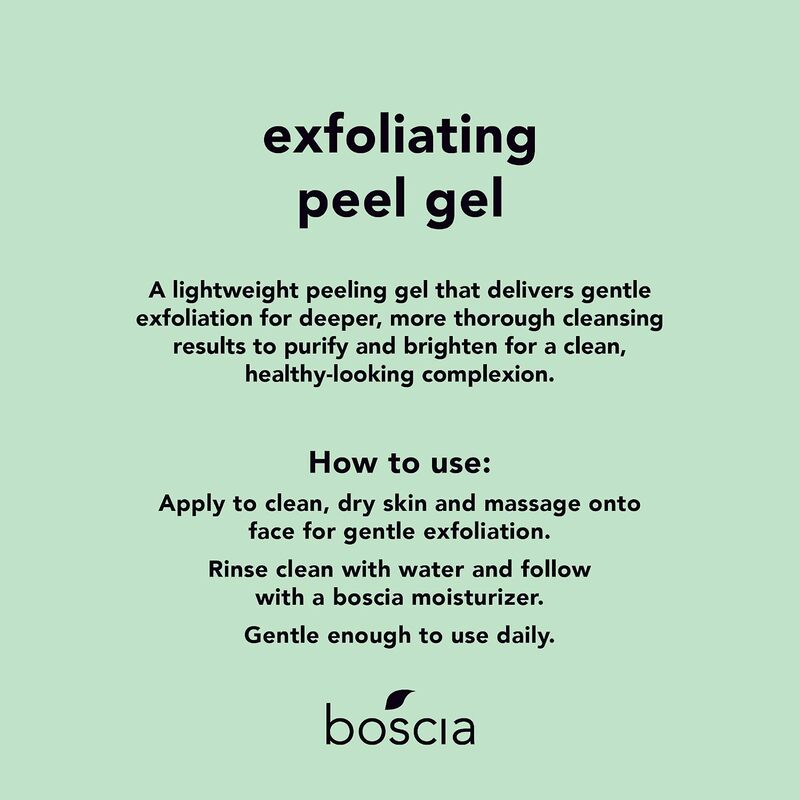 exfoliating
peel gel
A lightweight peeling gel that delivers gentle
exfoliation for deeper, more thorough cleansing
results to purify and brighten for a clean,
healthy-looking complexion.
How to use:
Apply to clean, dry skin and massage onto
face for gentle exfoliation.
Rinse clean with water and follow
with a boscia moisturizer.
Gentle enough to use daily.
boscia